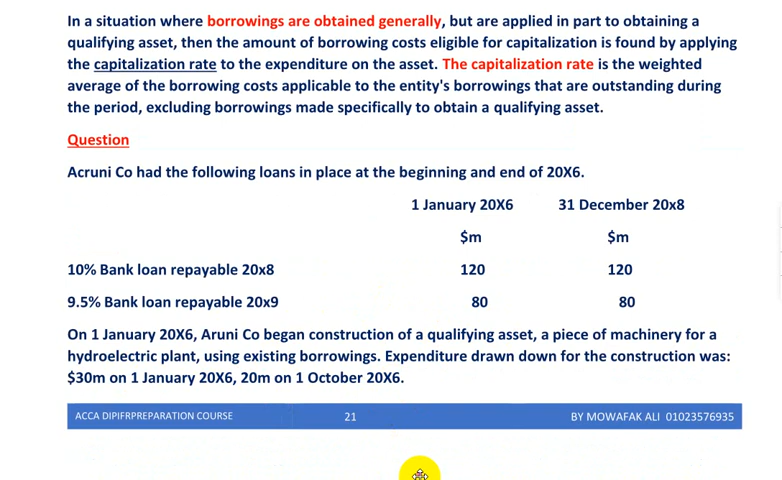 In a situation where borrowings are obtained generally, but are applied in part to obtaining a
qualifying asset, then the amount of borrowing costs eligible for capitalization is found by applying
the capitalization rate to the expenditure on the asset. The capitalization rate is the weighted
average of the borrowing costs applicable to the entity's borrowings that are outstanding during
the period, excluding borrowings made specifically to obtain a qualifying asset.
Question
Acruni Co had the following loans in place at the beginning and end of 20X6.
1 January 20X6 31 December 20x8
$m $m
10% Bank loan repayable 20x8 120 120
9.5% Bank loan repayable 20x9 80 80
On 1 January 20X6, Aruni Co began construction of a qualifying asset, a piece of machinery for a
hydroelectric plant, using existing borrowings. Expenditure drawn down for the construction was:
$30m on 1 January 20X6, 20m on 1 October 20X6.
ACCA DIPIFRPREPARATION COURSE 21 BY MOWAFAK ALI 01023576935